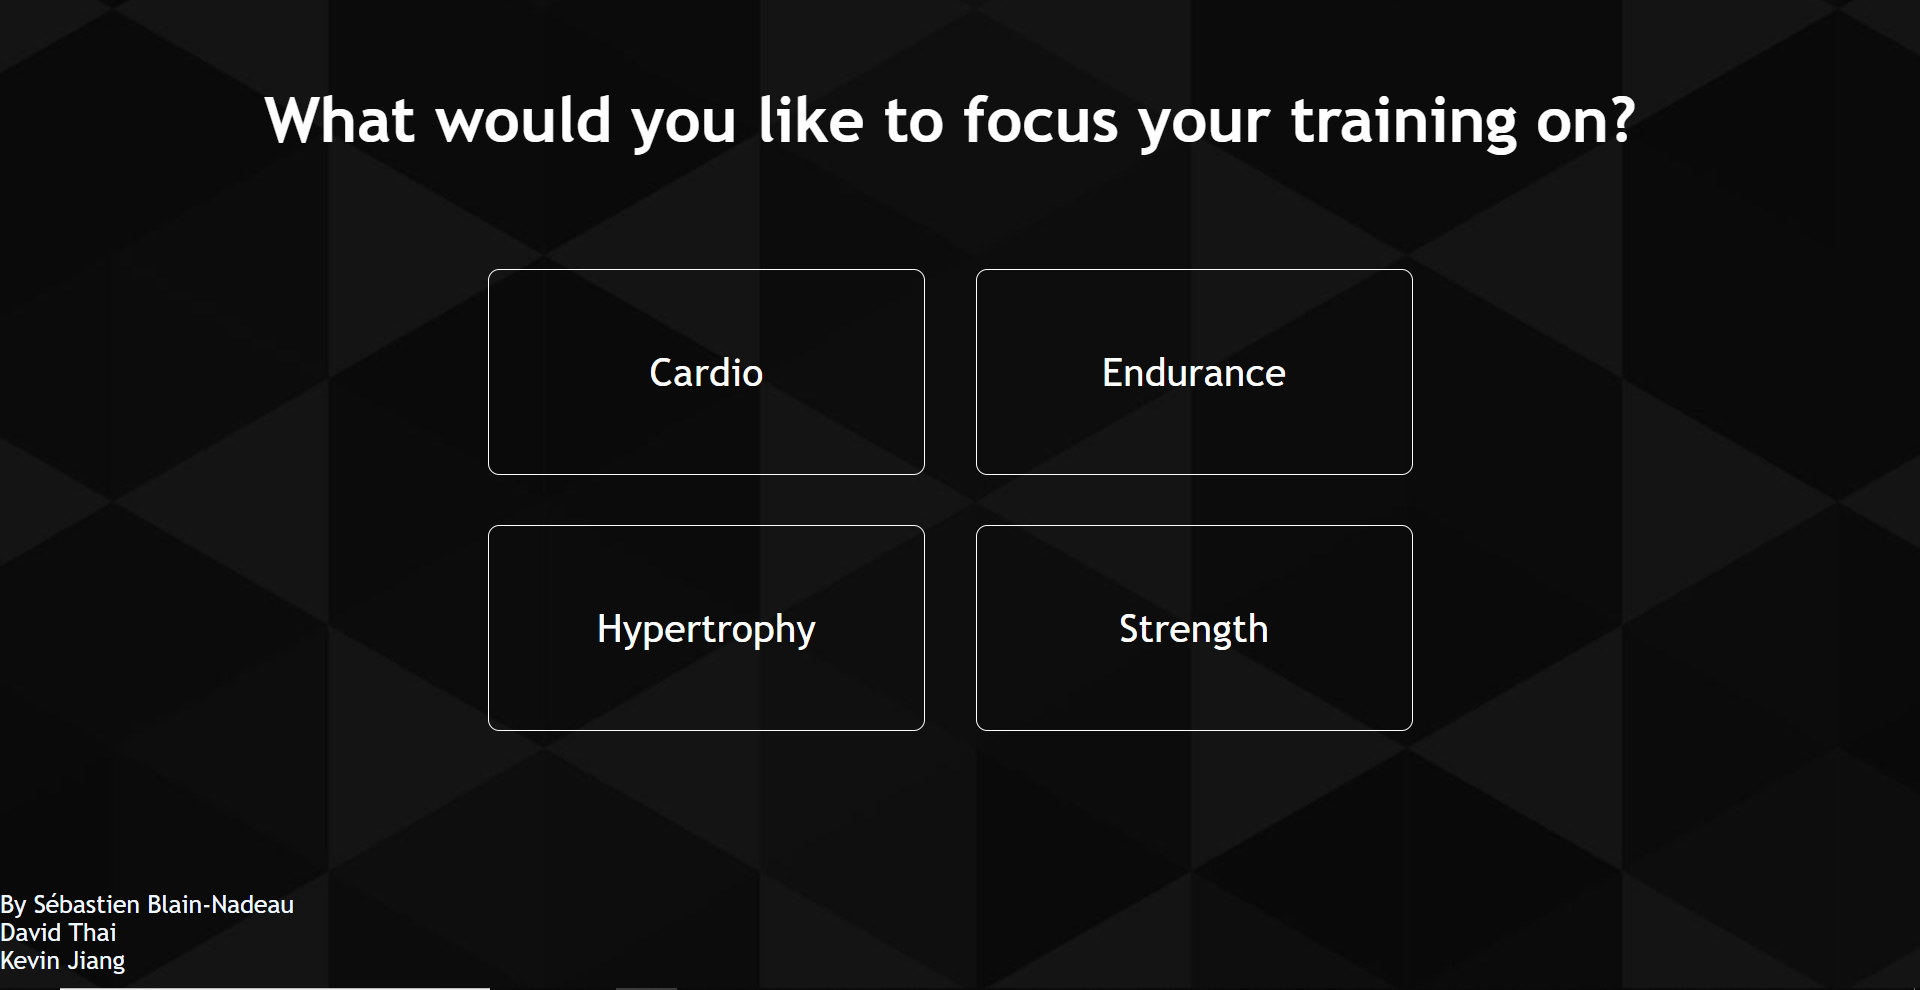 What would you like to focus your training on?
Cardio
Endurance
Hypertrophy
Strength
By Sébastien Blain-Nadeau
David Thai
Kevin Jiang